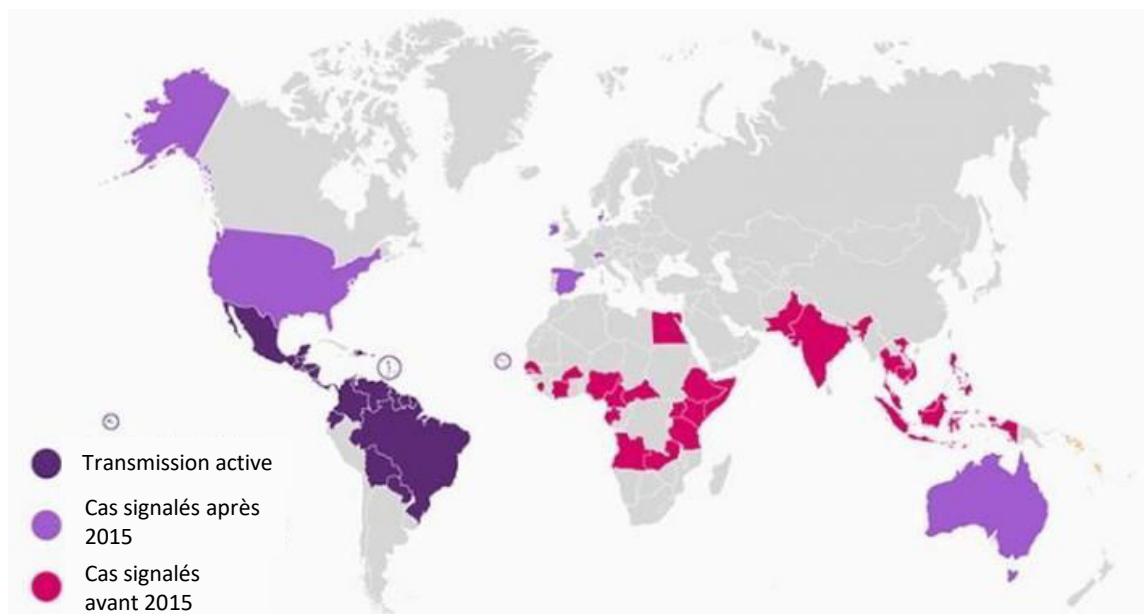 Transmission active
Cas signalés après
2015
Cas signalés
avant 2015